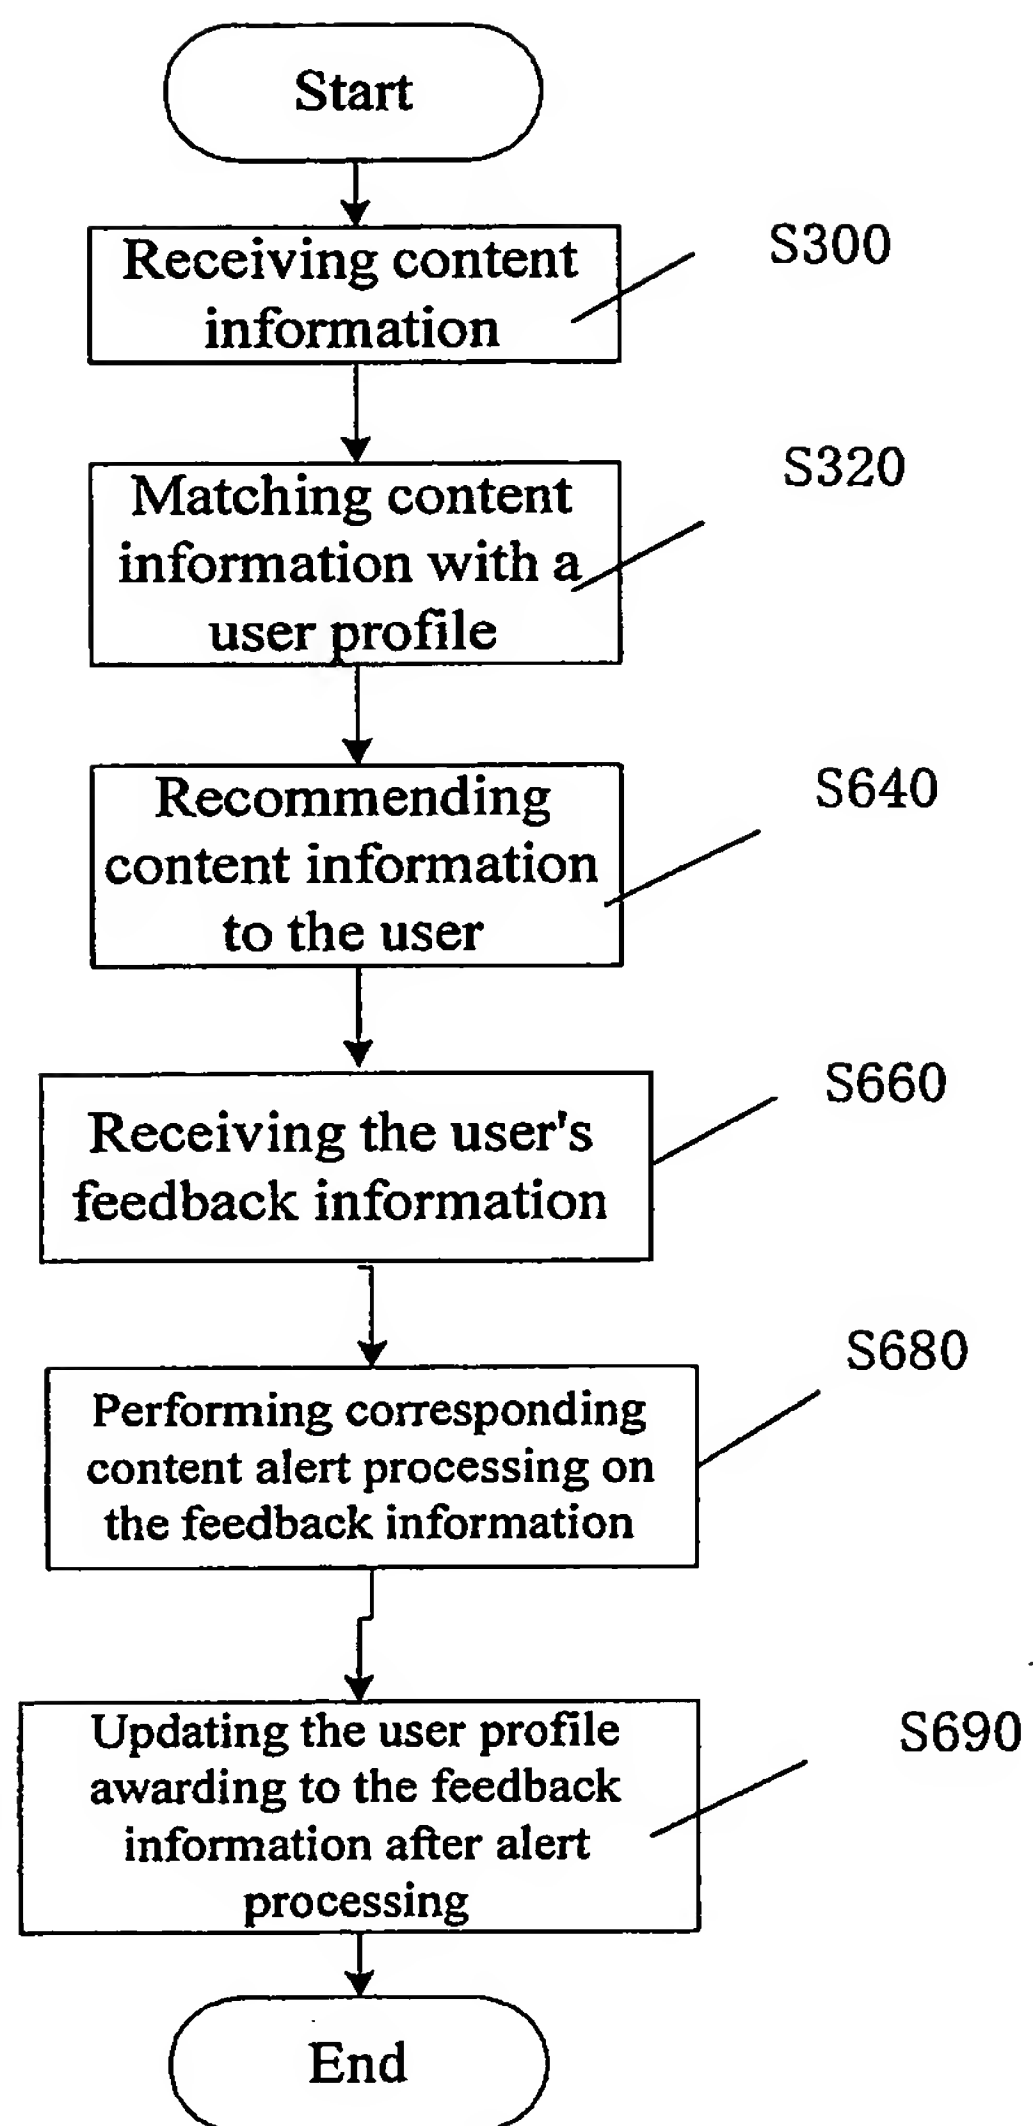 Start
Receiving content
information
S300
Matching content
information with a
user profile
S320
Recommending
content information
to the user
S640
Receiving the user's
feedback information
S660
Performing corresponding
content alert processing on
the feedback information
S680
Updating the user profile
awarding to the feedback
information after alert
processing
S690
End